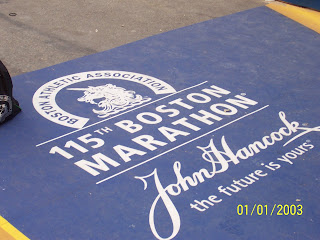 BOSTON ATHLETIC ASSOCIATION
115TH BOSTON
MARATHON®
John Hancock
the future is yours
01/01/2003